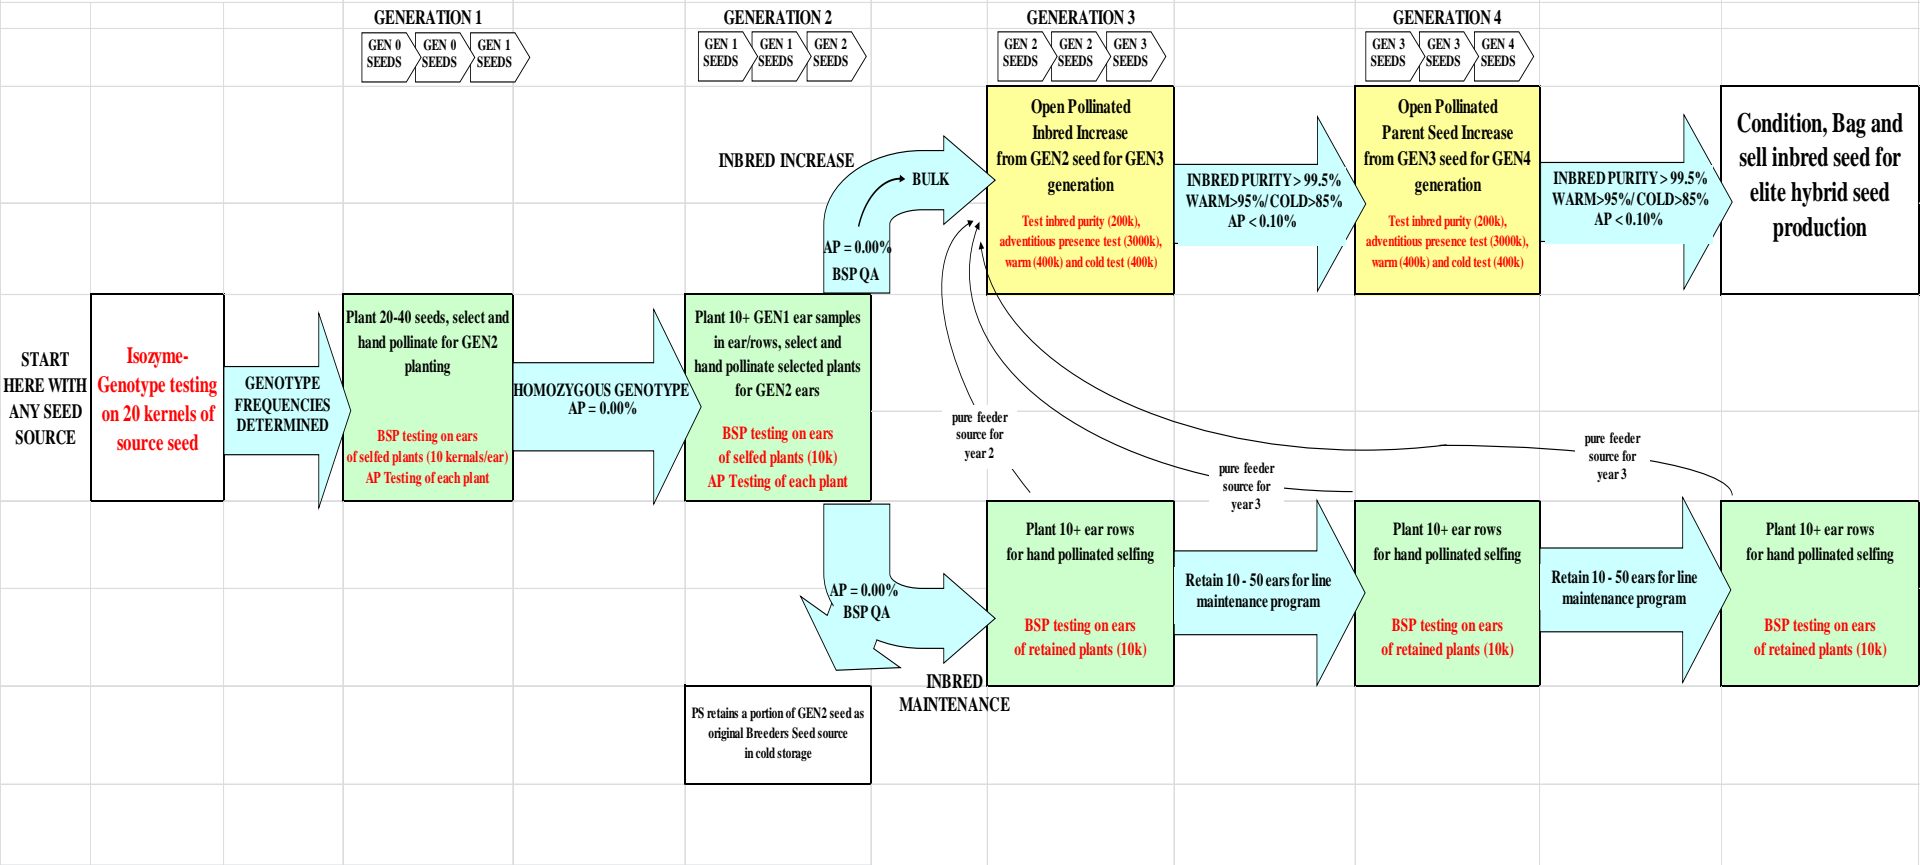 GENERATION 1
GEN 0
SEEDS
GEN 0
SEEDS
GEN 1
SEEDS
GENERATION 2
GEN 1
SEEDS
GEN 1
SEEDS
GEN 2
SEEDS
GENERATION 3
GEN 2
SEEDS
GEN 2
SEEDS
GEN 3
SEEDS
GENERATION 4
GEN 3
SEEDS
GEN 3
SEEDS
GEN 4
SEEDS
INBRED INCREASE
BULK
AP = 0.00%
BSP QA
Open Pollinated
Inbred Increase
from GEN2 seed for GEN3
generation
Test inbred purity (200k),
adventitious presence test (3000k),
warm (400k) and cold test (400k)
INBRED PURITY > 99.5%
WARM>95%/ COLD>85%
AP < 0.10%
Open Pollinated
Parent Seed Increase
from GEN3 seed for GEN4
generation
Test inbred purity (200k),
adventitious presence test (3000k),
warm (400k) and cold test (400k)
INBRED PURITY > 99.5%
WARM>95%/ COLD>85%
AP < 0.10%
Condition, Bag and
sell inbred seed for
elite hybrid seed
production
START
HERE WITH
ANY SEED
SOURCE
Isozyme-
Genotype testing
on 20 kernels of
source seed
GENOTYPE
FREQUENCIES
DETERMINED
Plant 20-40 seeds, select and
hand pollinate for GEN2
planting
BSP testing on ears
of selfed plants (10 kernals/ear)
AP Testing of each plant
HOMOZYGOUS GENOTYPE
AP = 0.00%
Plant 10+ GEN1 ear samples
in ear/rows, select and
hand pollinate selected plants
for GEN2 ears
BSP testing on ears
of selfed plants (10k)
AP Testing of each plant
pure feeder
source for
year 2
pure feeder
source for
year 3
pure feeder
source for
year 3
AP = 0.00%
BSP QA
INBRED
MAINTENANCE
Plant 10+ ear rows
for hand pollinated selfing
BSP testing on ears
of retained plants (10k)
Retain 10 - 50 ears for line
maintenance program
Plant 10+ ear rows
for hand pollinated selfing
BSP testing on ears
of retained plants (10k)
Retain 10 - 50 ears for line
maintenance program
Plant 10+ ear rows
for hand pollinated selfing
BSP testing on ears
of retained plants (10k)
PS retains a portion of GEN2 seed as
original Breeders Seed source
in cold storage